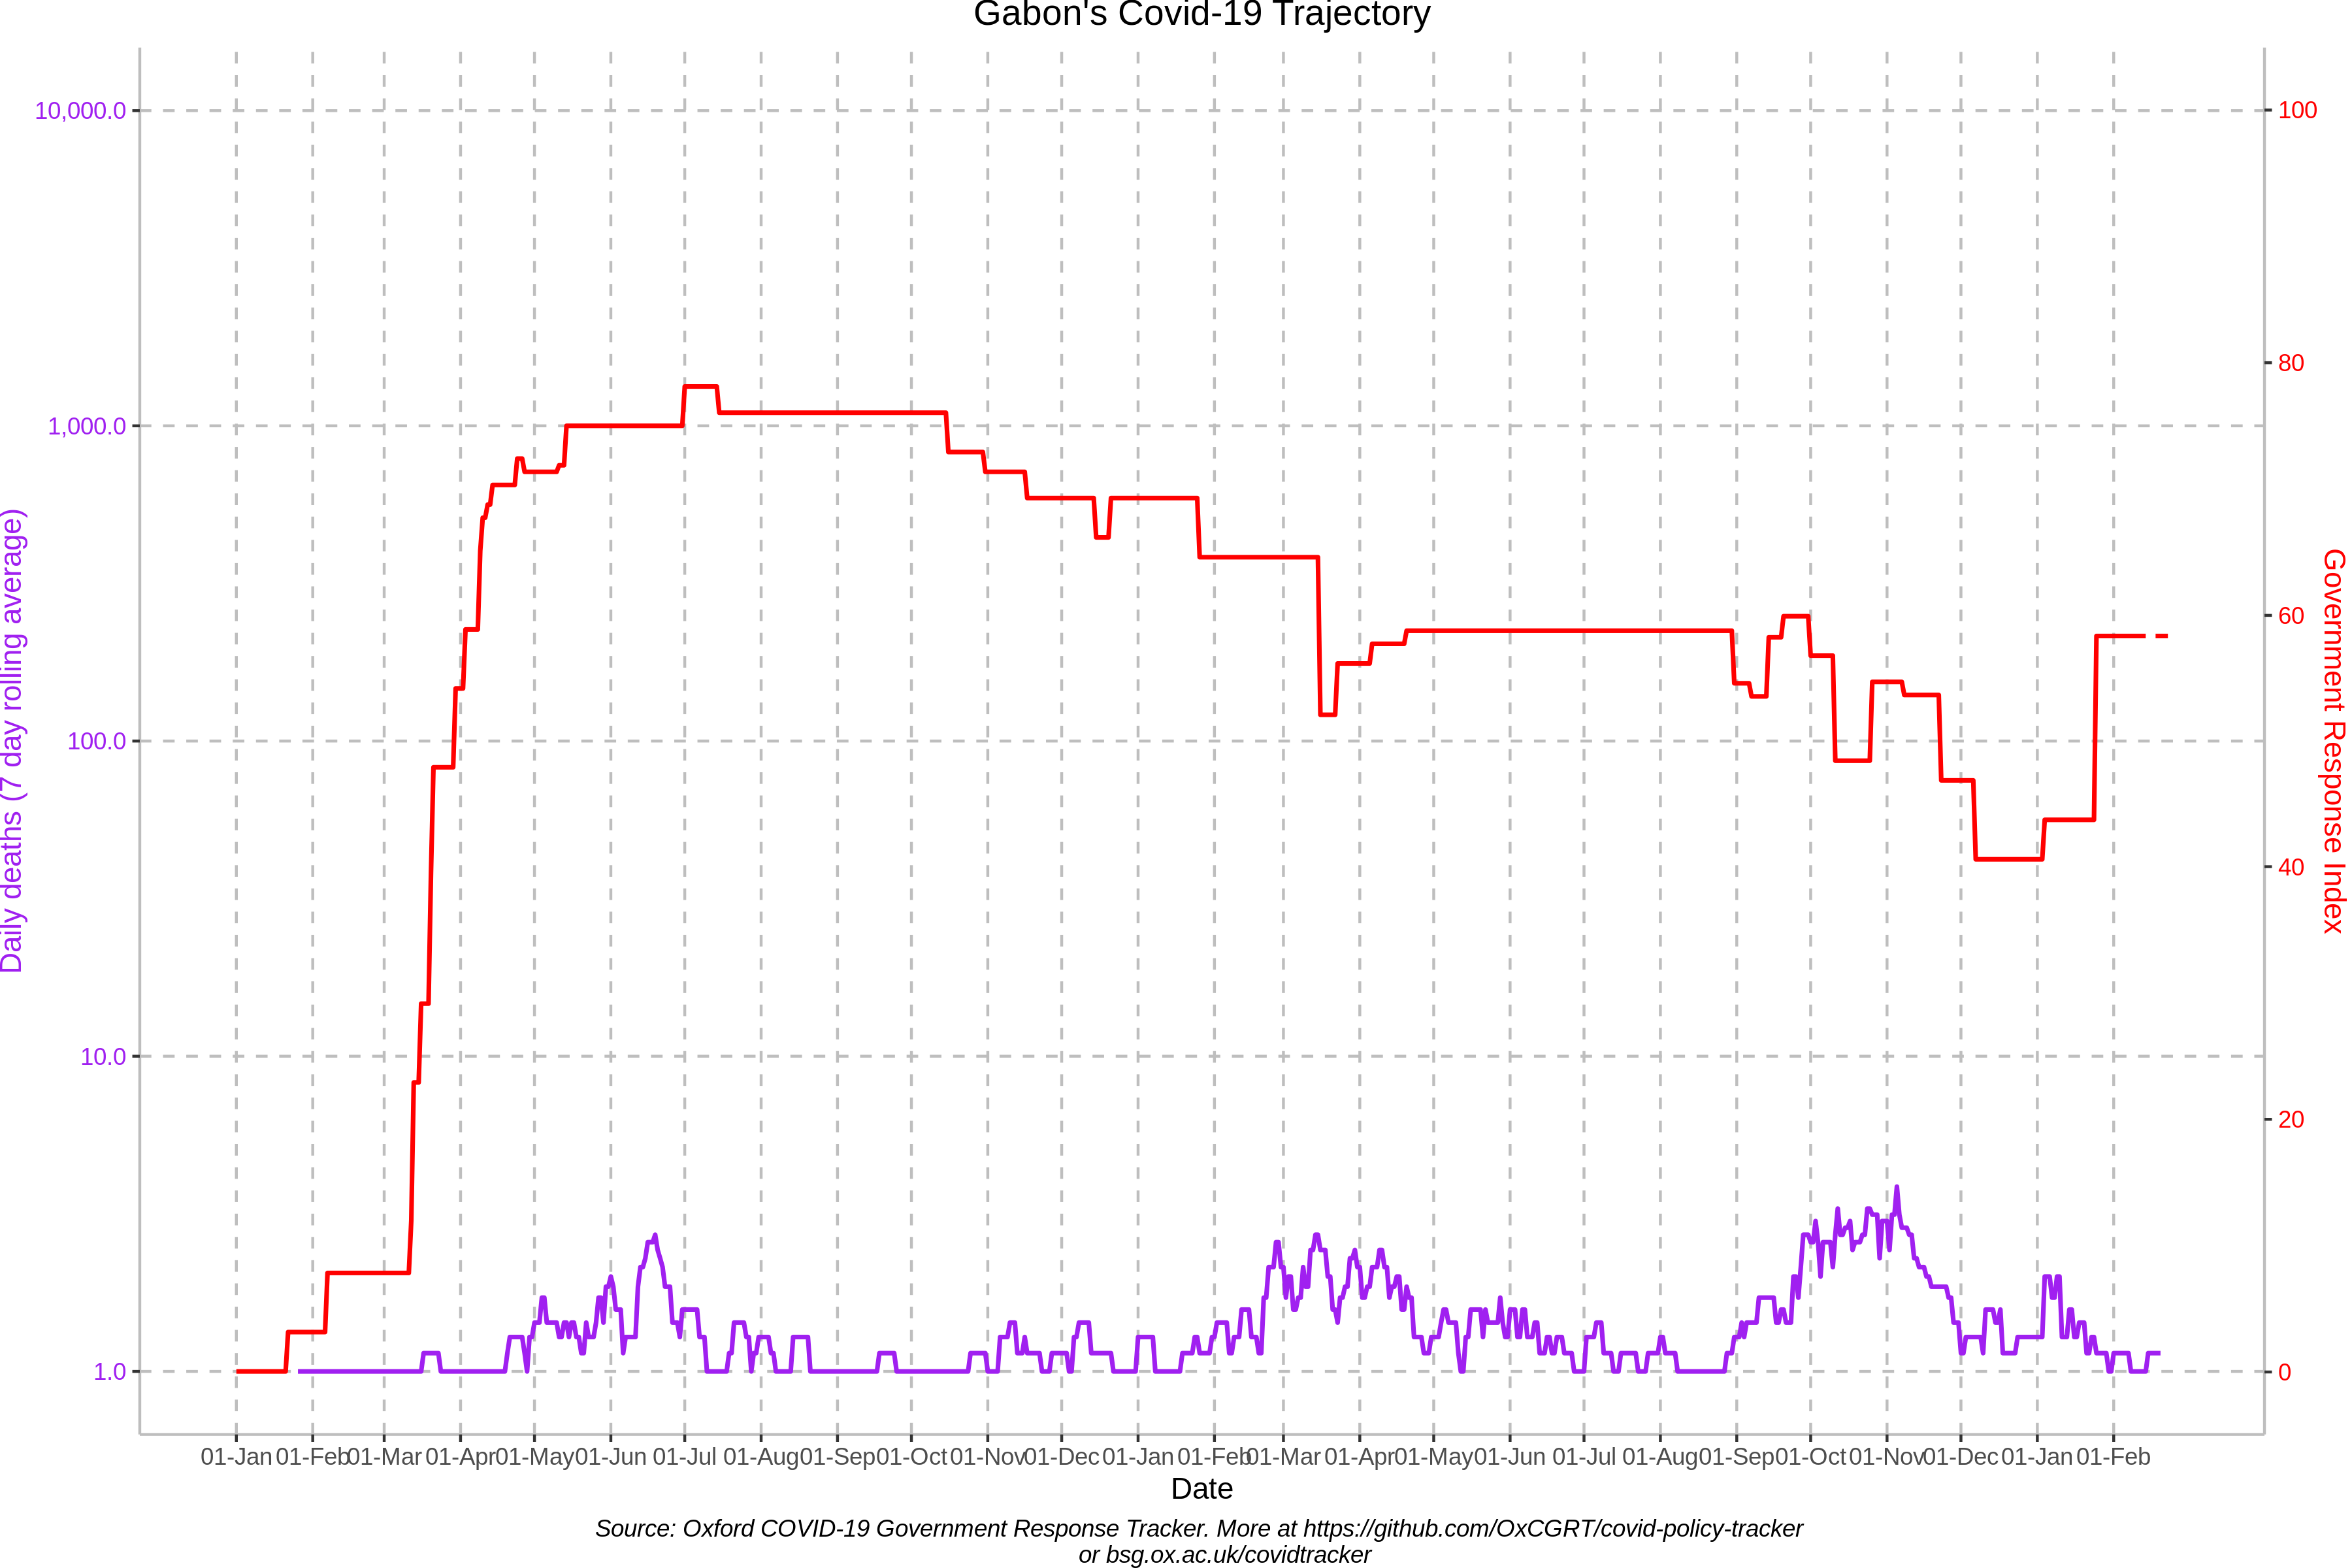 Gabon's Covid-19 Trajectory
Daily deaths (7 day rolling average)
10,000.0
1,000.0
100.0
10.0
1.0
100
80
60
40
20
0
Government Response Index
01-Jan 01-Feb 01-Mar 01-Apr 01-May 01-Jun 01-Jul 01-Aug 01-Sep 01-Oct 01-Nov 01-Dec 01-Jan 01-Feb 01-Mar 01-Apr 01-May 01-Jun 01-Jul 01-Aug 01-Sep 01-Oct 01-Nov 01-Dec 01-Jan 01-Feb
Date
Source: Oxford COVID-19 Government Response Tracker. More at https://github.com/OxCGRT/covid-policy-tracker
or bsg.ox.ac.uk/covidtracker